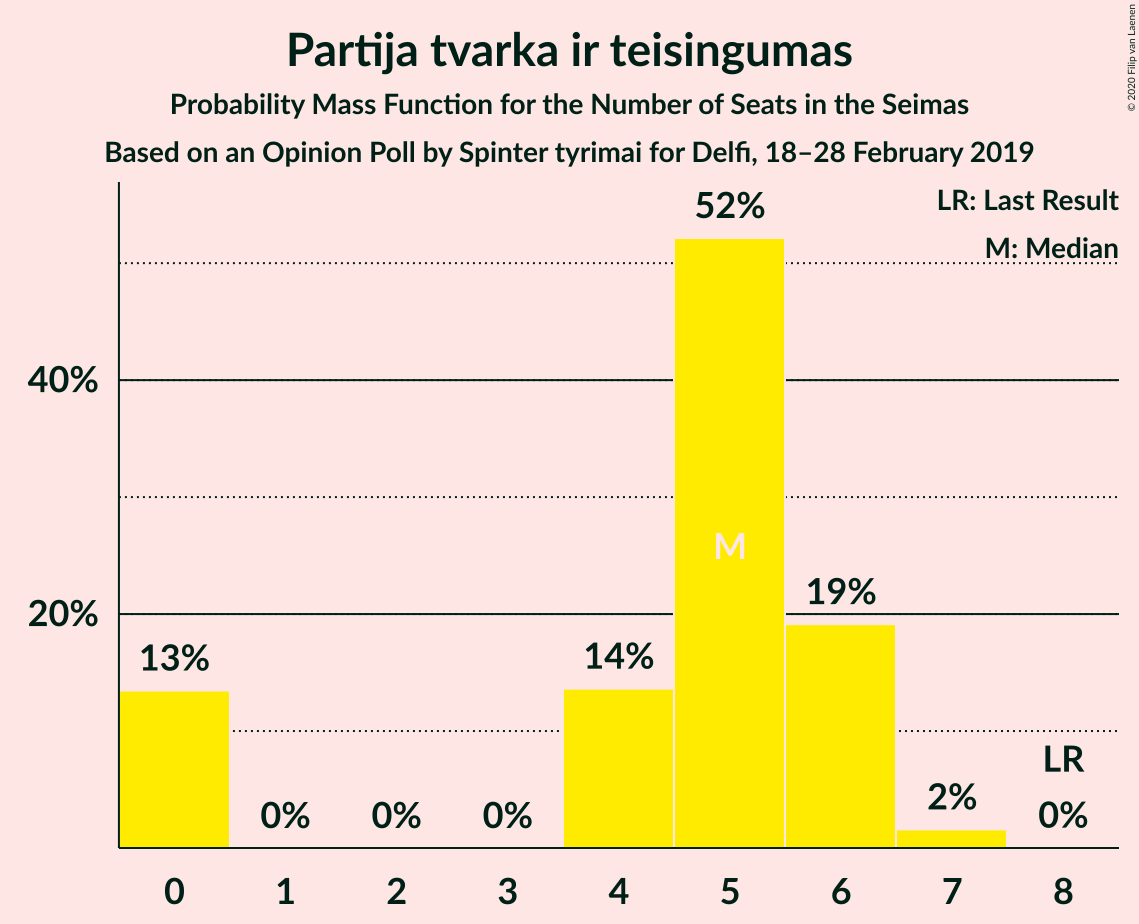 Partija tvarka ir teisingumas
Probability Mass Function for the Number of Seats in the Seimas
Based on an Opinion Poll by Spinter tyrimai for Delfi, 18–28 February 2019
© 2020 Filip van Laenen
LR: Last Result
M: Median
52%
40%
M
19%
20%
13%
14%
LR
2%
0%
0%
0%
0%
0 1 2 3 4 5 6 7 8